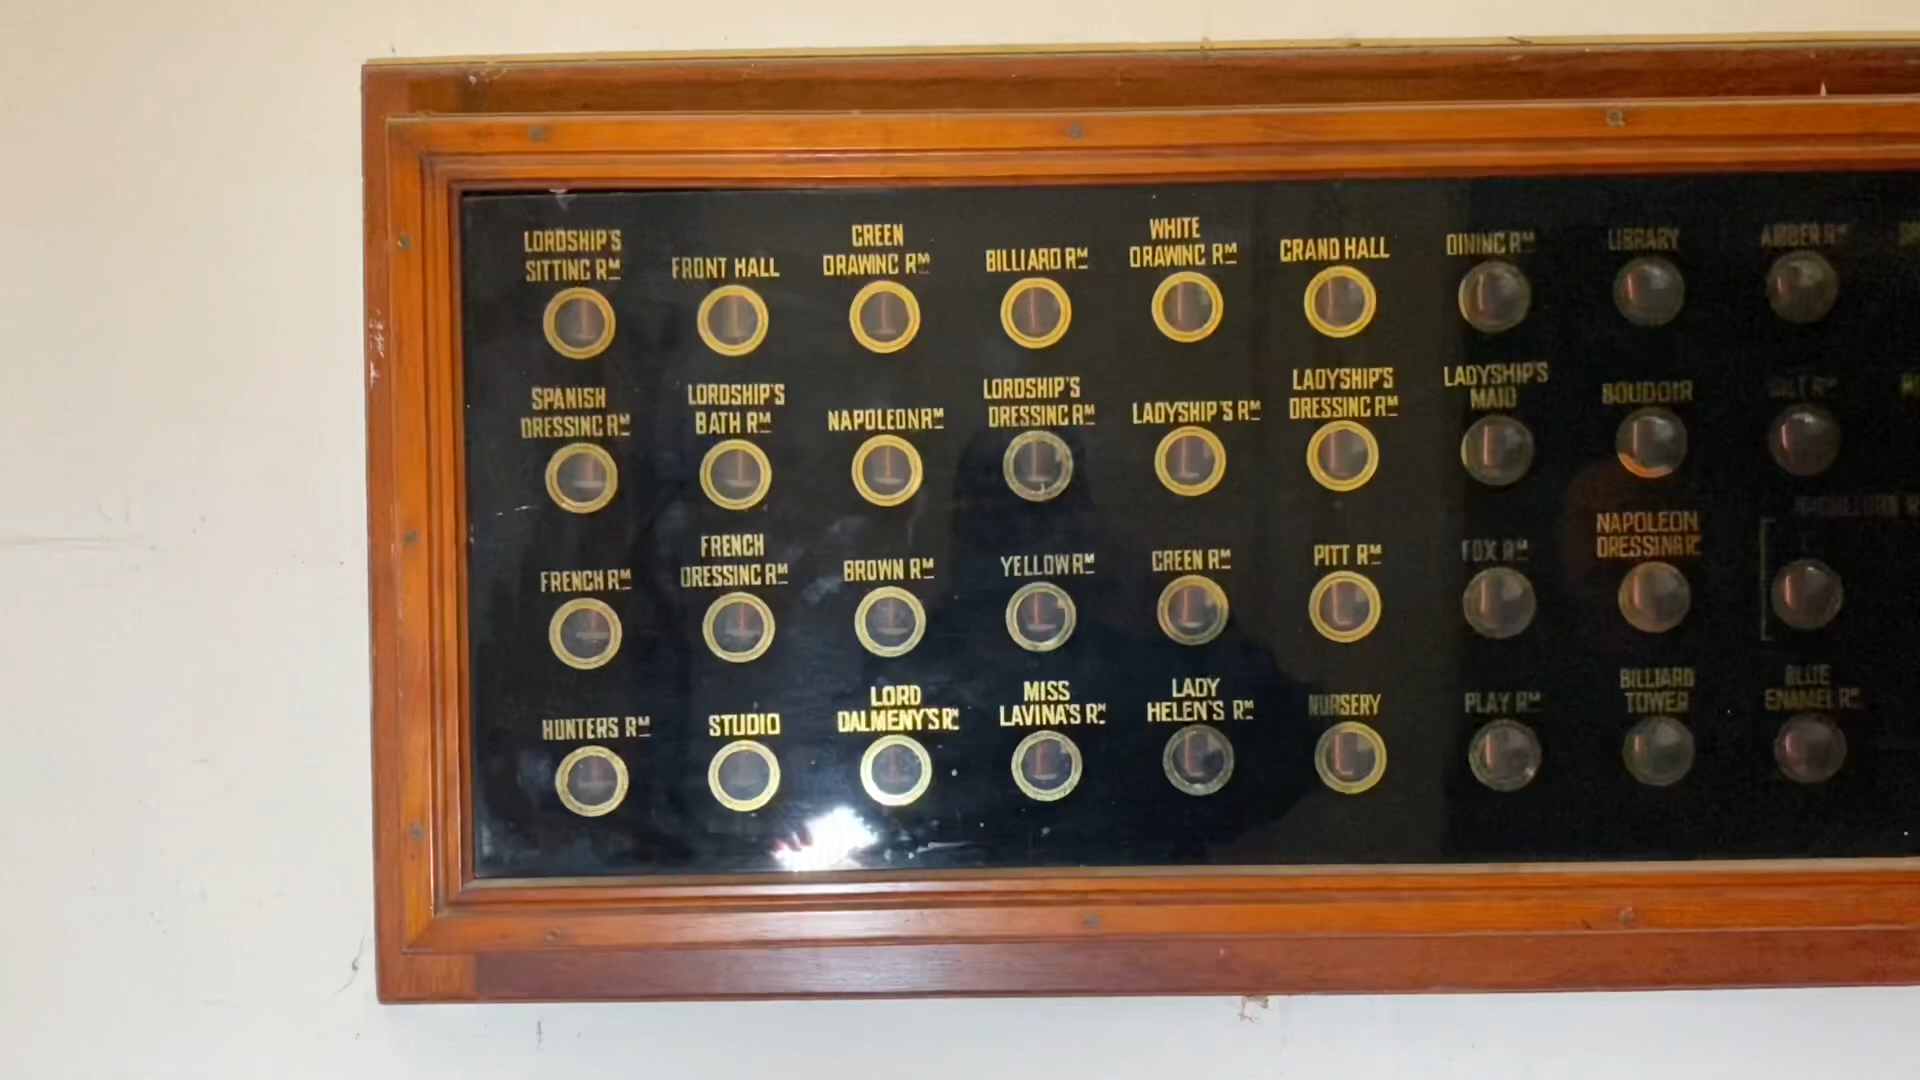 LORDSHIP'S
SITTING RM
FRONT HALL
GREEN
DRAWING RM
BILLIARD RM
WHITE
DRAWING RM
GRAND HALL
DINING RM
LIBRARY
AMBER RM
SPANISH
DRESSING RM
LORDSHIP'S
BATH RM
NAPOLEON RM
LORDSHIP'S
DRESSING RM
LADYSHIP'S RM
LADYSHIP'S
DRESSING RM
LADYSHIP'S
MAID
BOUDOIR
FRENCH RM
FRENCH
DRESSING RM
BROWN RM
YELLOW RM
GREEN RM
PITT RM
FOX RM
NAPOLEON
DRESSING R
HUNTERS RM
STUDIO
LORD
DALMENY'S RM
MISS
LAVINA'S RM
LADY
HELEN'S RM
NURSERY
PLAY RM
BILLIARD
TOWER
BLUE
ENAMEL RM